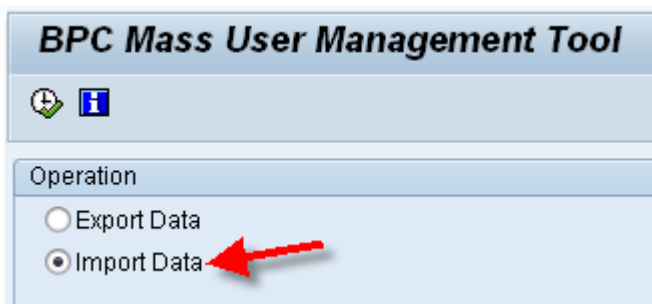 BPC Mass User Management Tool
Operation
Export Data
Import Data